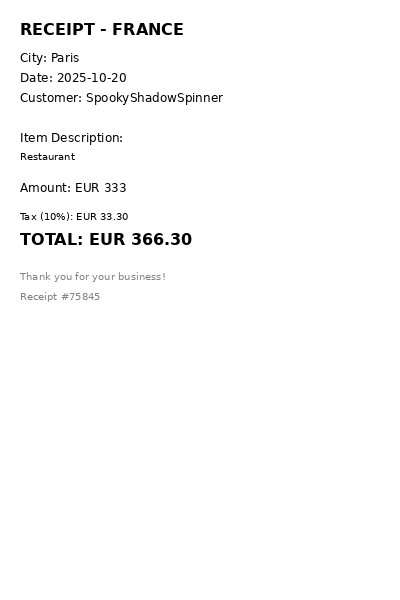 RECEIPT - FRANCE
City: Paris
Date: 2025-10-20
Customer: SpookyShadowSpinner
Item Description:
Restaurant
Amount: EUR 333
Tax (10%): EUR 33.30
TOTAL: EUR 366.30
Thank you for your business!
Receipt #75845